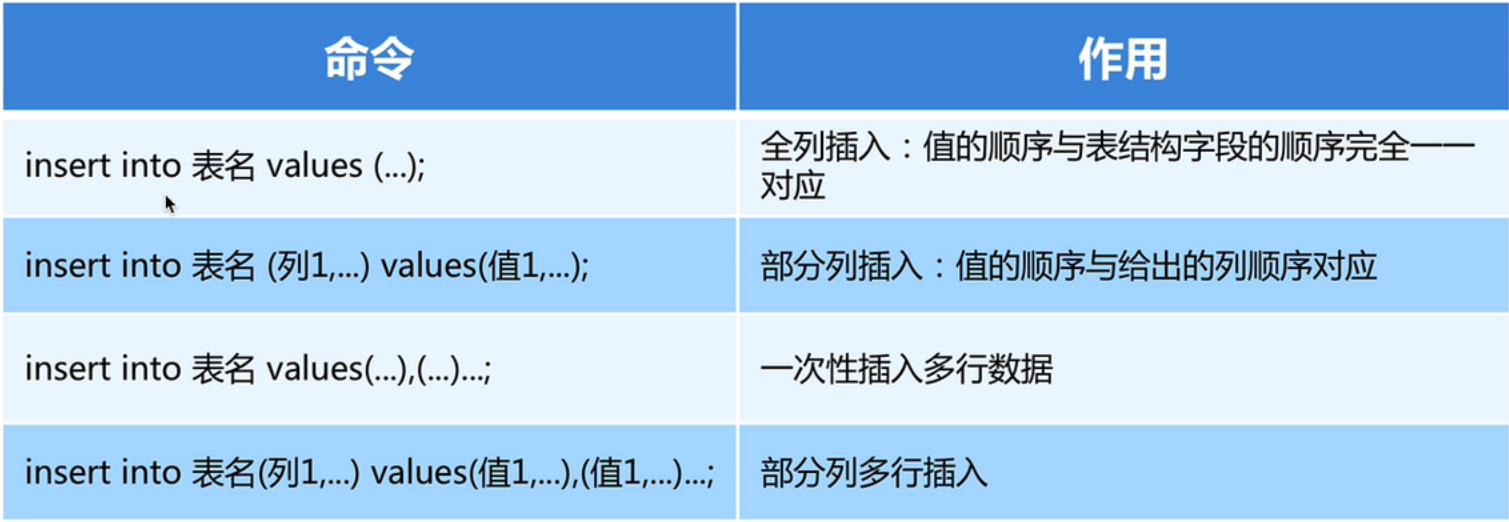 命令
作用
insert into 表名 values (...);
全列插入：值的顺序与表结构字段的顺序完全一一
对应
insert into 表名 (列1,...) values(值1,...);
部分列插入：值的顺序与给出的列顺序对应
insert into 表名 values(...),(...)...;
一次性插入多行数据
insert into 表名(列1,...) values(值1,...),(值1,...)...;
部分列多行插入